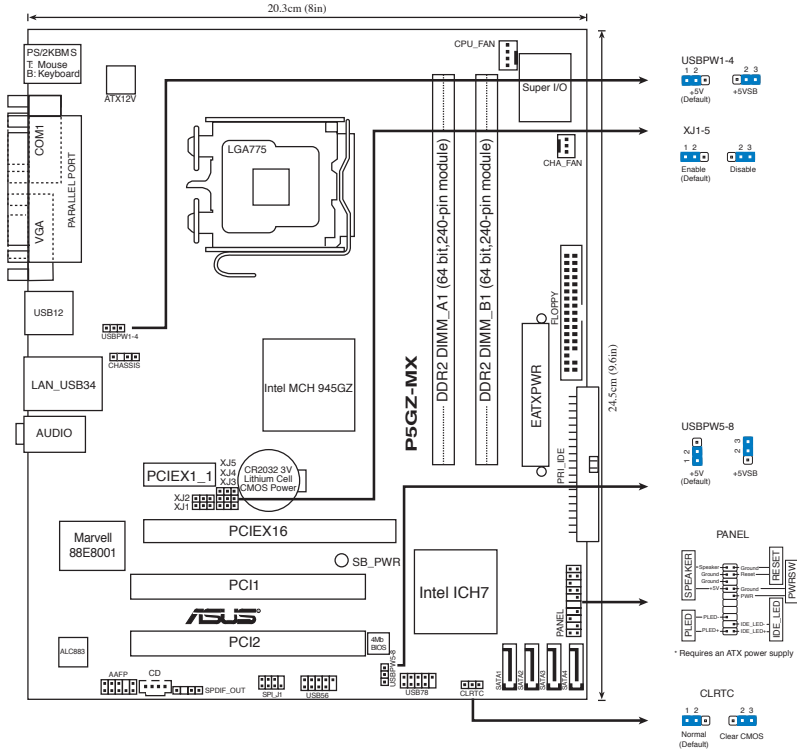 20.3cm (8in)
PS/2KBMS
T: Mouse
B: Keyboard
ATX12V
CPU_FAN
Super I/O
CHA_FAN
COM1
PARALLEL PORT
VGA
LGA775
DDR2 DIMM_A1 (64 bit,240-pin module)
DDR2 DIMM_B1 (64 bit,240-pin module)
24.5cm (9.6in)
FLOPPY
EATXPWR
PRI_IDE
USB12
USBPW1-4
CHASSIS
LAN_USB34
AUDIO
Intel MCH 945GZ
P5GZ-MX
PCIEX1_1
XJ5
XJ4
XJ3
XJ2
XJ1
CR2032 3V
Lithium Cell
CMOS Power
PCIEX16
Marvell
88E8001
SB_PWR
PCI1
Intel ICH7
ASUS
PCI2
4Mb
BIOS
PANEL
ALC883
AAFP
CD
SPDIF_OUT
SPI_J1
USB56
USBPW5-8
USB78
CLRTC
SATA1
SATA2
SATA3
SATA4
USBPW1-4
1 2
2 3
+5V
(Default)
+5VSB
XJ1-5
1 2
2 3
Enable
(Default)
Disable
USBPW5-8
2
1
3
2
+5V
(Default)
+5VSB
PANEL
SPEAKER
Speaker
Ground
Ground
+5V
Ground
Reset
RESET
Ground
PWR
PWRSW
PLED
PLED-
PLED+
IDE_LED-
IDE_LED+
IDE_LED
* Requires an ATX power supply
CLRTC
1 2
2 3
Normal
(Default)
Clear CMOS